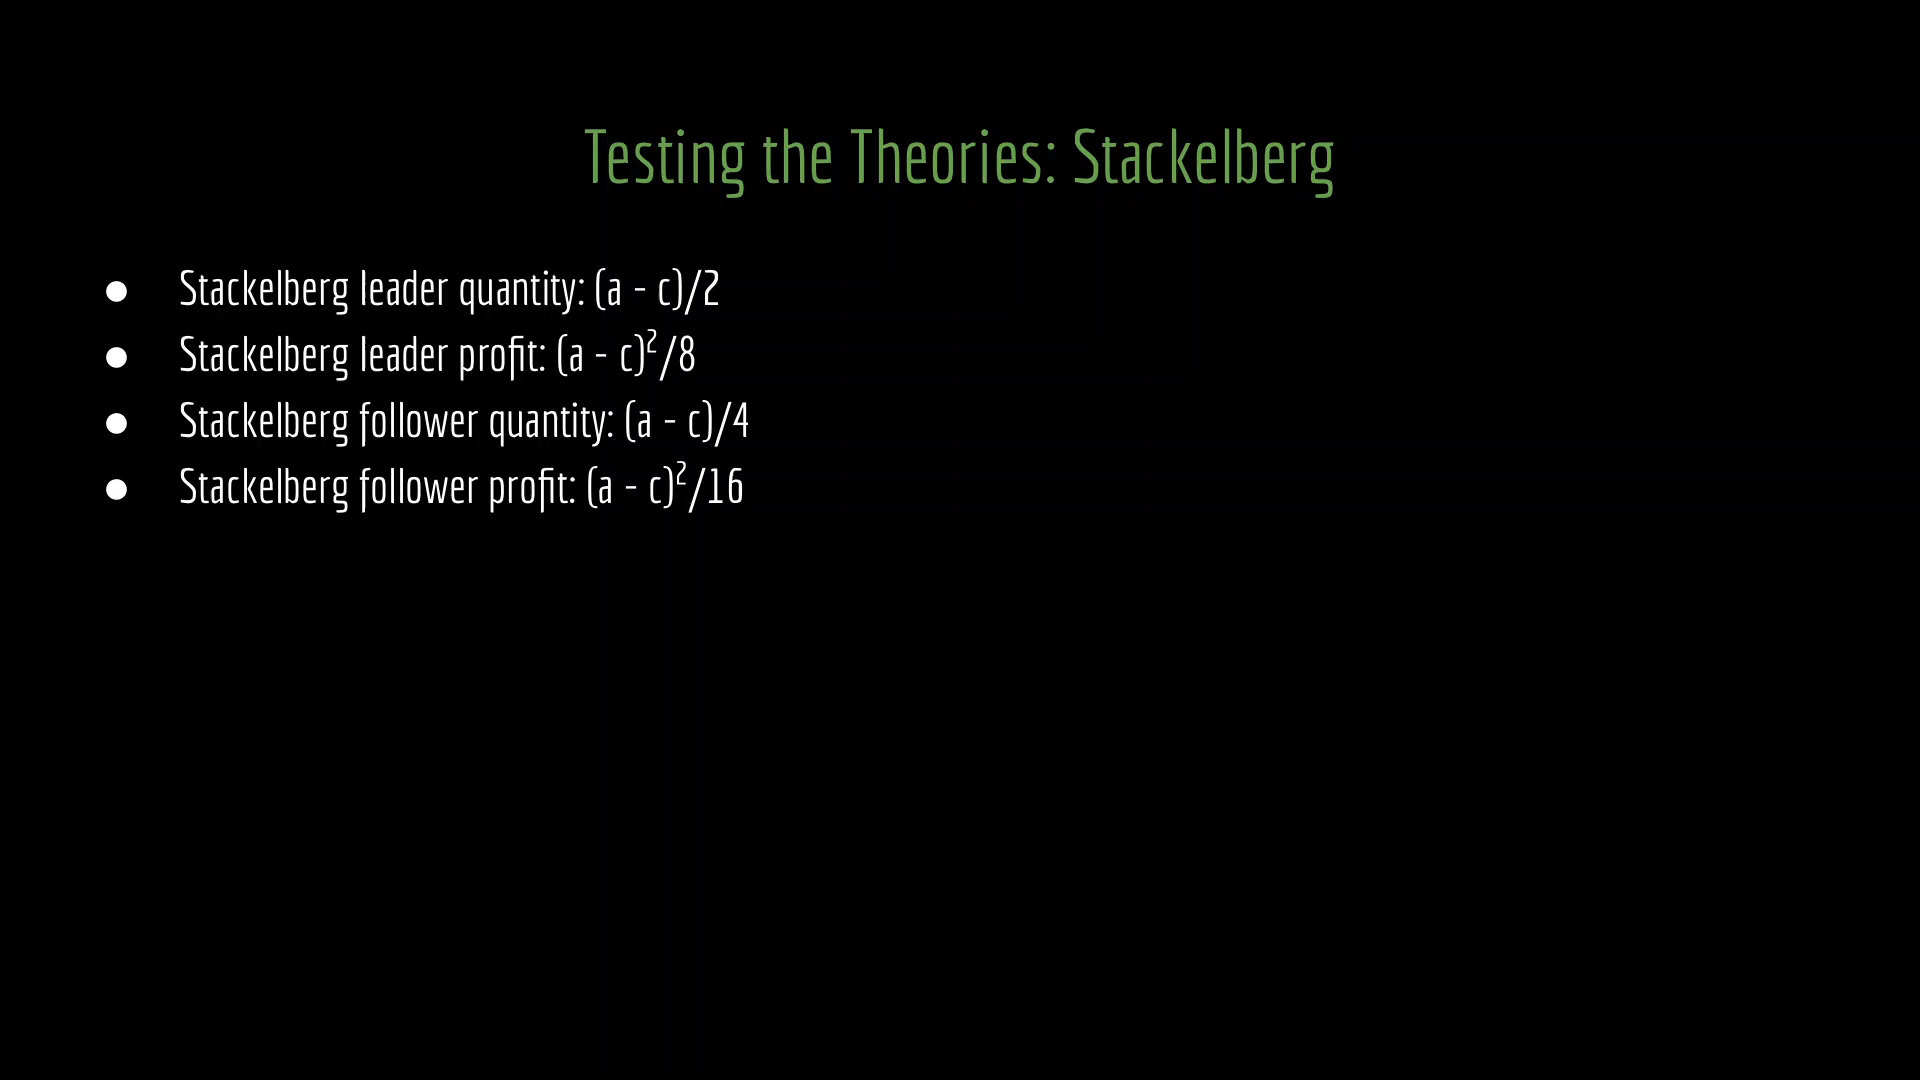 Testing the Theories: Stackelberg
● Stackelberg leader quantity: (a - c)/2
● Stackelberg leader profit: (a - c)²/8
● Stackelberg follower quantity: (a - c)/4
● Stackelberg follower profit: (a - c)²/16